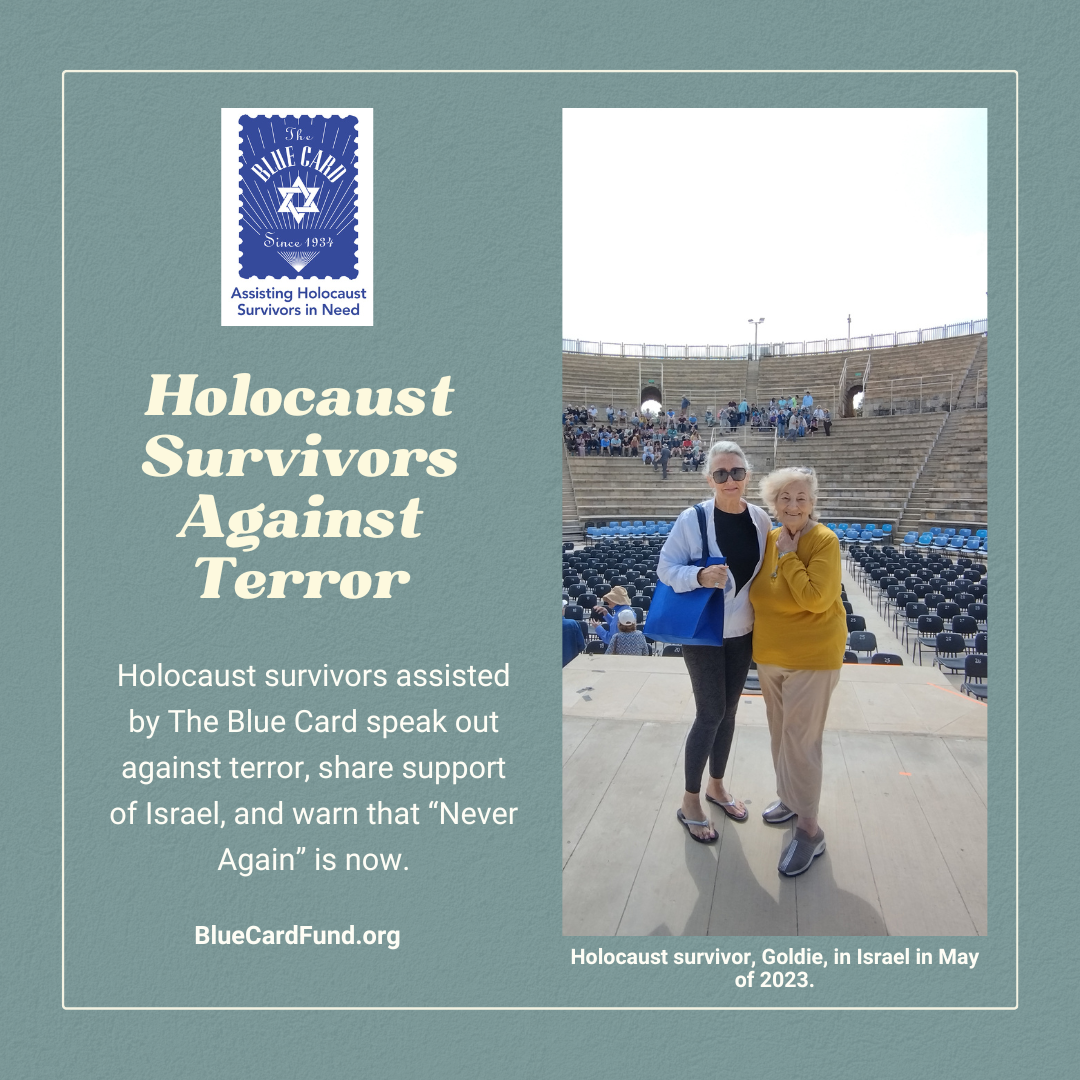 The
BLUE CARD
Since 1934
Assisting Holocaust
Survivors in Need
Holocaust
Survivors
Against
Terror
Holocaust survivors assisted
by The Blue Card speak out
against terror, share support
of Israel, and warn that “Never
Again” is now.
BlueCardFund.org
Holocaust survivor, Goldie, in Israel in May
of 2023.